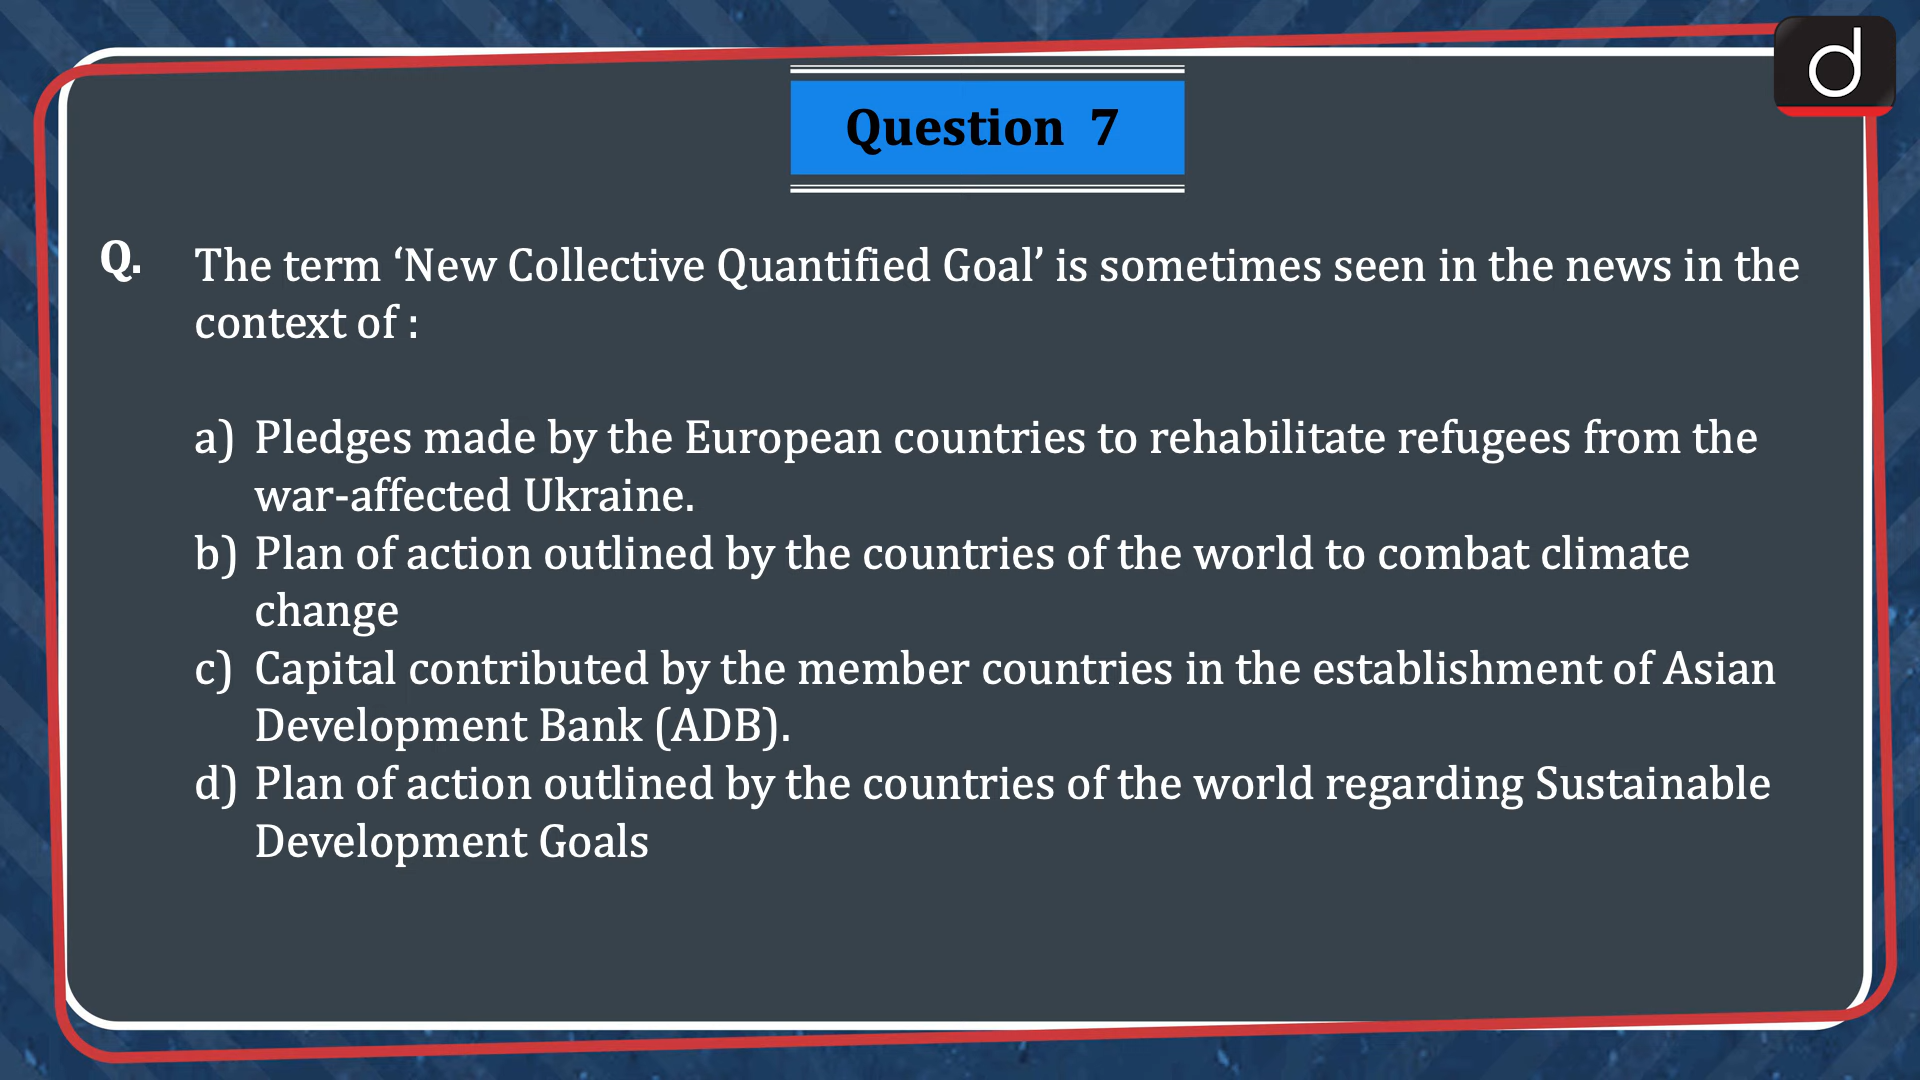 Question 7
Q. The term ‘New Collective Quantified Goal’ is sometimes seen in the news in the
context of :
a) Pledges made by the European countries to rehabilitate refugees from the
war-affected Ukraine.
b) Plan of action outlined by the countries of the world to combat climate
change
c) Capital contributed by the member countries in the establishment of Asian
Development Bank (ADB).
d) Plan of action outlined by the countries of the world regarding Sustainable
Development Goals
d